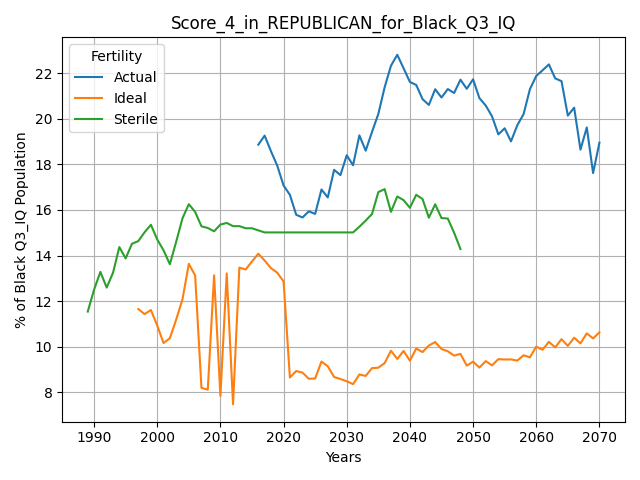 Score_4_in_REPUBLICAN_for_Black_Q3_IQ
Fertility
Actual
Ideal
Sterile
% of Black Q3_IQ Population
22
20
18
16
14
12
10
8
1990 2000 2010 2020 2030 2040 2050 2060 2070
Years